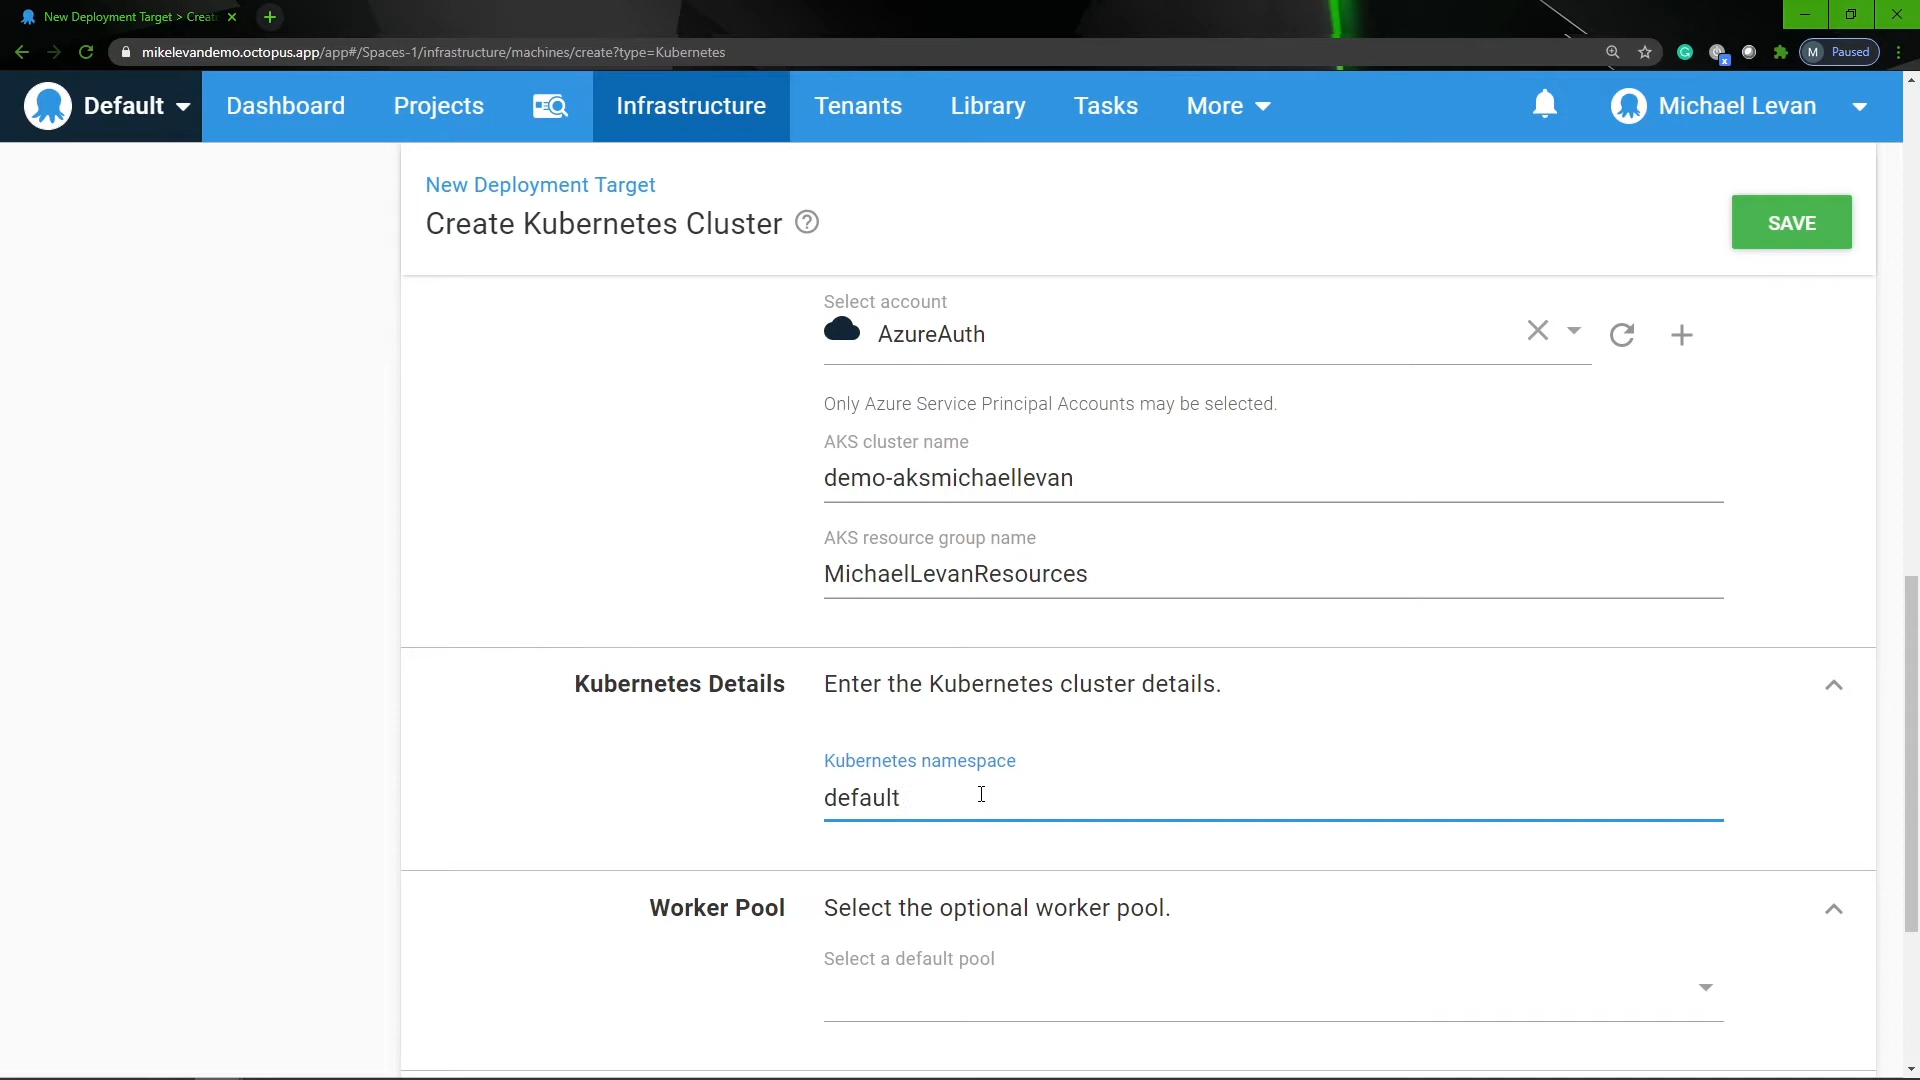 New Deployment Target > Creat
mikelevandemo.octopus.app/app#/Spaces-1/infrastructure/machines/create?type=Kubernetes
M Paused
Default
Dashboard
Projects
Infrastructure
Tenants
Library
Tasks
More
Michael Levan
New Deployment Target
Create Kubernetes Cluster
SAVE
Select account
AzureAuth
Only Azure Service Principal Accounts may be selected.
AKS cluster name
demo-aksmichaellevan
AKS resource group name
MichaelLevanResources
Kubernetes Details
Enter the Kubernetes cluster details.
Kubernetes namespace
default
Worker Pool
Select the optional worker pool.
Select a default pool